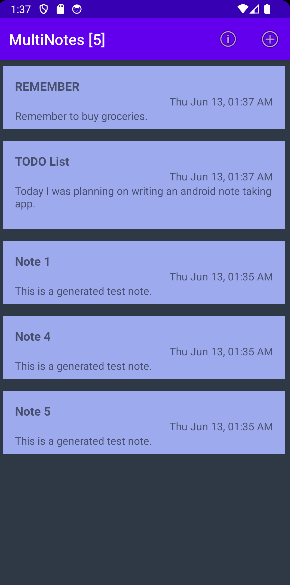 1:37
MultiNotes [5]
REMEMBER
Thu Jun 13, 01:37 AM
Remember to buy groceries.
TODO List
Thu Jun 13, 01:37 AM
Today I was planning on writing an android note taking
app.
Note 1
Thu Jun 13, 01:35 AM
This is a generated test note.
Note 4
Thu Jun 13, 01:35 AM
This is a generated test note.
Note 5
Thu Jun 13, 01:35 AM
This is a generated test note.